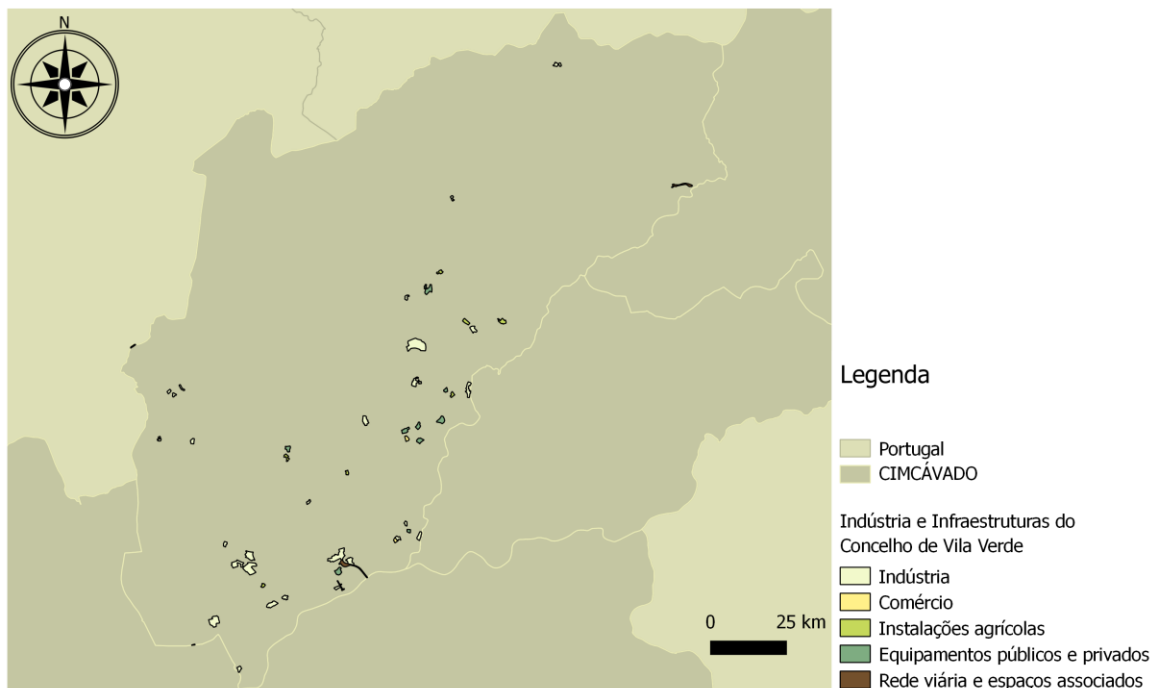 N
Legenda
Portugal
CIMCÁVADO
Indústria e Infraestruturas do
Concelho de Vila Verde
Indústria
Comércio
Instalações agrícolas
Equipamentos públicos e privados
Rede viária e espaços associados
0 25 km